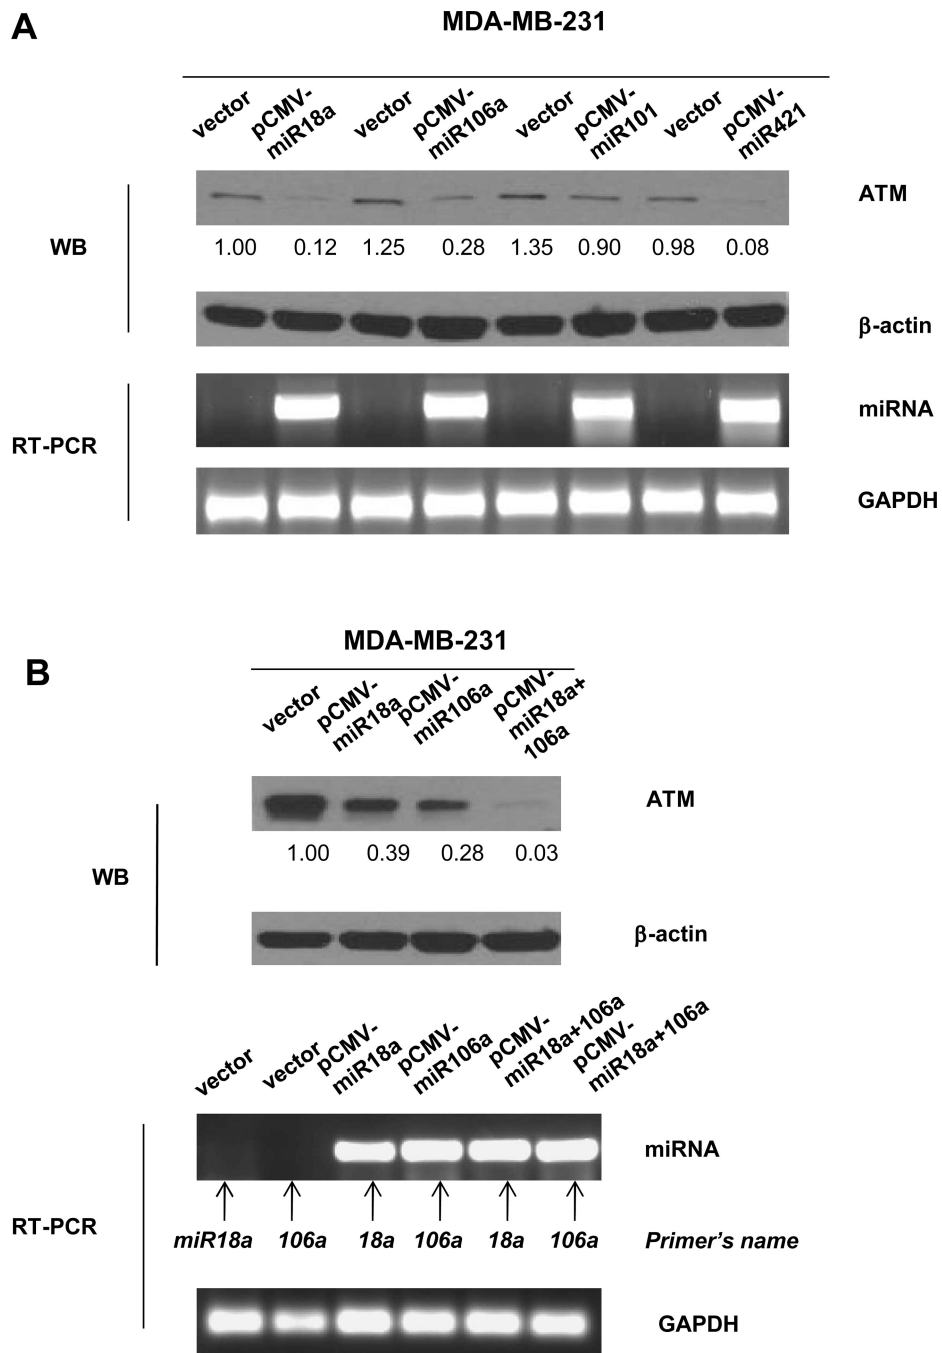 A
MDA-MB-231
vector
pCMV-
miR18a
vector
pCMV-
miR106a
vector
pCMV-
miR101
vector
pCMV-
miR421
ATM
WB
1.00 0.12 1.25 0.28 1.35 0.90 0.98 0.08
β-actin
miRNA
RT-PCR
GAPDH
B
MDA-MB-231
vector
pCMV-
miR18a
pCMV-
miR106a
pCMV-
miR18a+
106a
ATM
1.00 0.39 0.28 0.03
WB
β-actin
vector
vector
pCMV-
miR18a
pCMV-
miR106a
pCMV-
miR18a+106a
pCMV-
miR18a+106a
miRNA
RT-PCR
miR18a 106a 18a 106a 18a 106a Primer's name
GAPDH